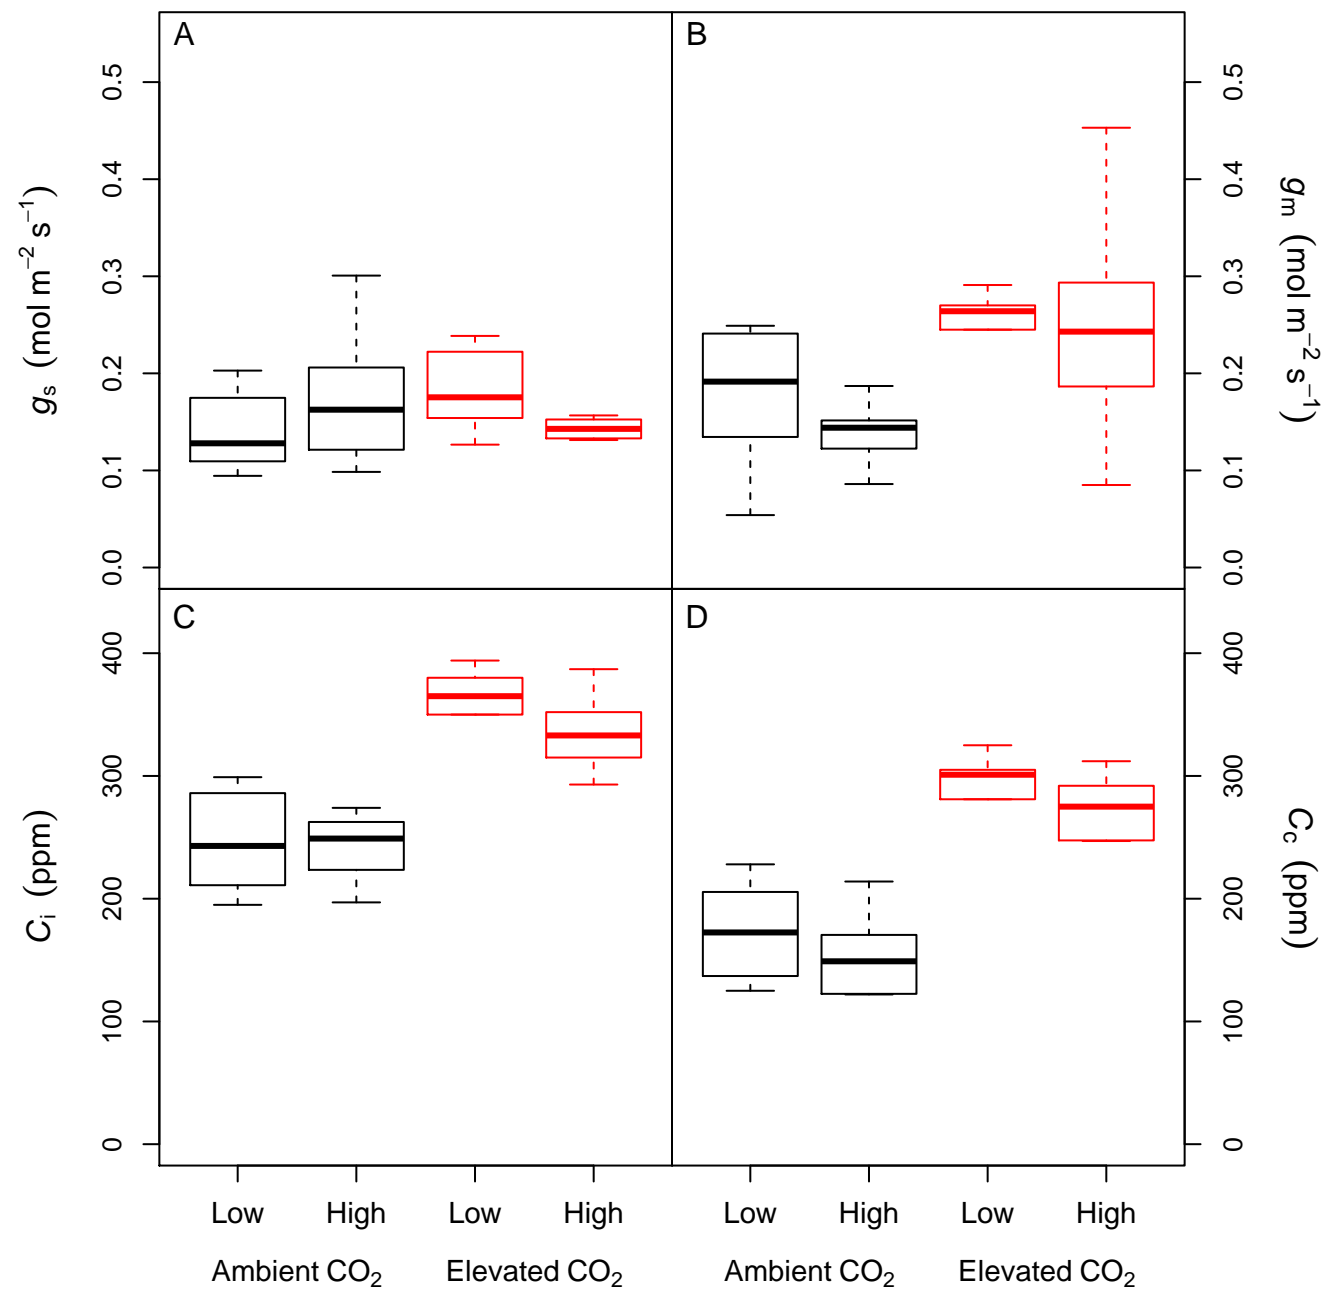 A
B
0.5
0.4
0.3
0.2
0.1
0.0
gₛ (mol m⁻² s⁻¹)
0.5
0.4
0.3
0.2
0.1
0.0
gₘ (mol m⁻² s⁻¹)
C
D
400
300
200
100
0
Cᵢ (ppm)
400
300
200
100
0
C_c (ppm)
Low High Low High Low High Low High
Ambient CO₂ Elevated CO₂ Ambient CO₂ Elevated CO₂